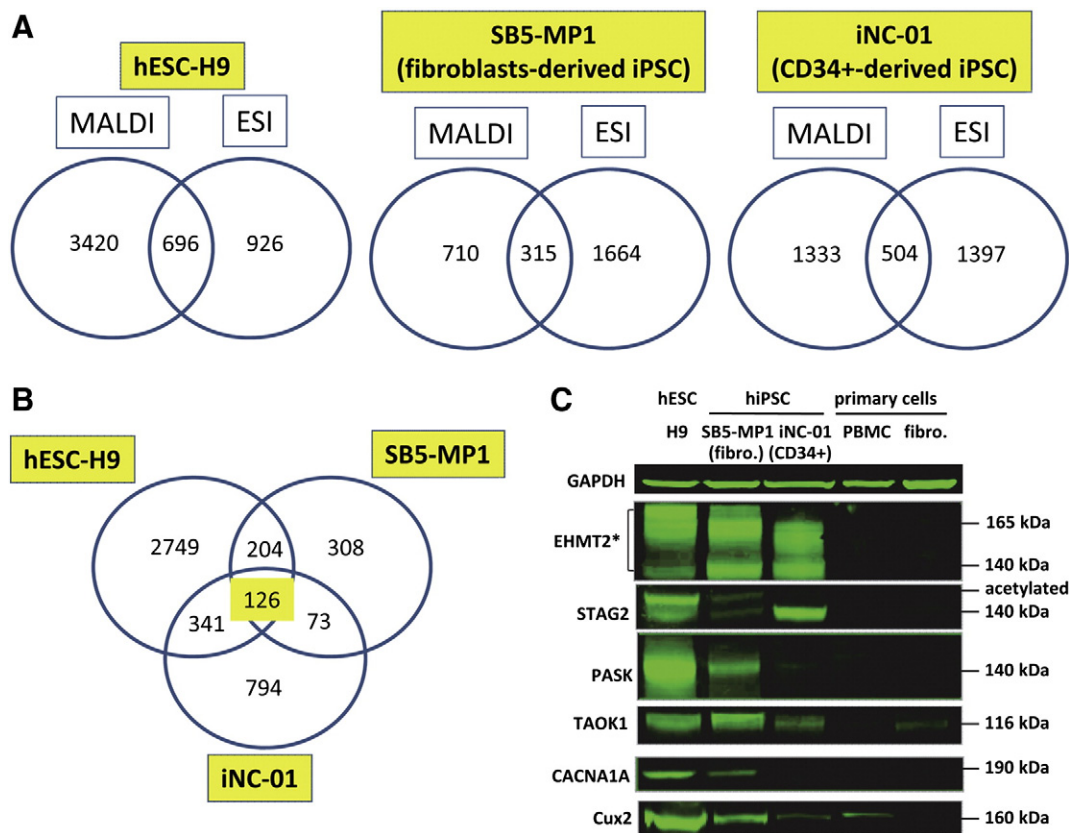 A
hESC-H9
MALDI ESI
3420 696 926
SB5-MP1
(fibroblasts-derived iPSC)
MALDI ESI
710 315 1664
iNC-01
(CD34+-derived iPSC)
MALDI ESI
1333 504 1397
B
hESC-H9 SB5-MP1
2749 204 308
126
341 73
794
iNC-01
C
hESC hiPSC primary cells
H9 SB5-MP1 iNC-01 PBMC fibro.
(fibro.) (CD34+)
GAPDH
165 kDa
EHMT2*
140 kDa
acetylated
STAG2 140 kDa
PASK 140 kDa
TAOK1 116 kDa
CACNA1A 190 kDa
Cux2 160 kDa